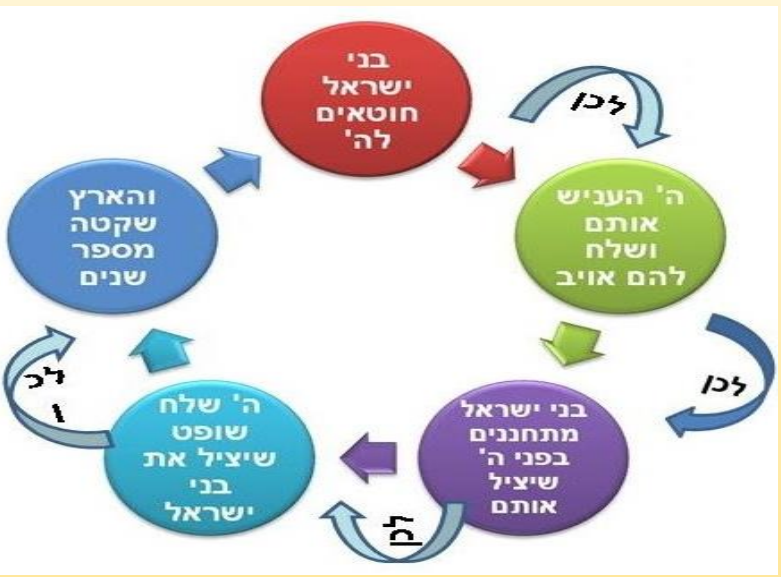 בני
ישראל
חוטאים
לה'
לכן
ה' העניש
אותם
ושלח
להם אויב
לכן
בני ישראל
מתחננים
בפני ה'
שיציל
אותם
לכן
ה' שלח
שופט
שיציל את
בני
ישראל
לכ
ן
והארץ
שקטה
מספר
שנים